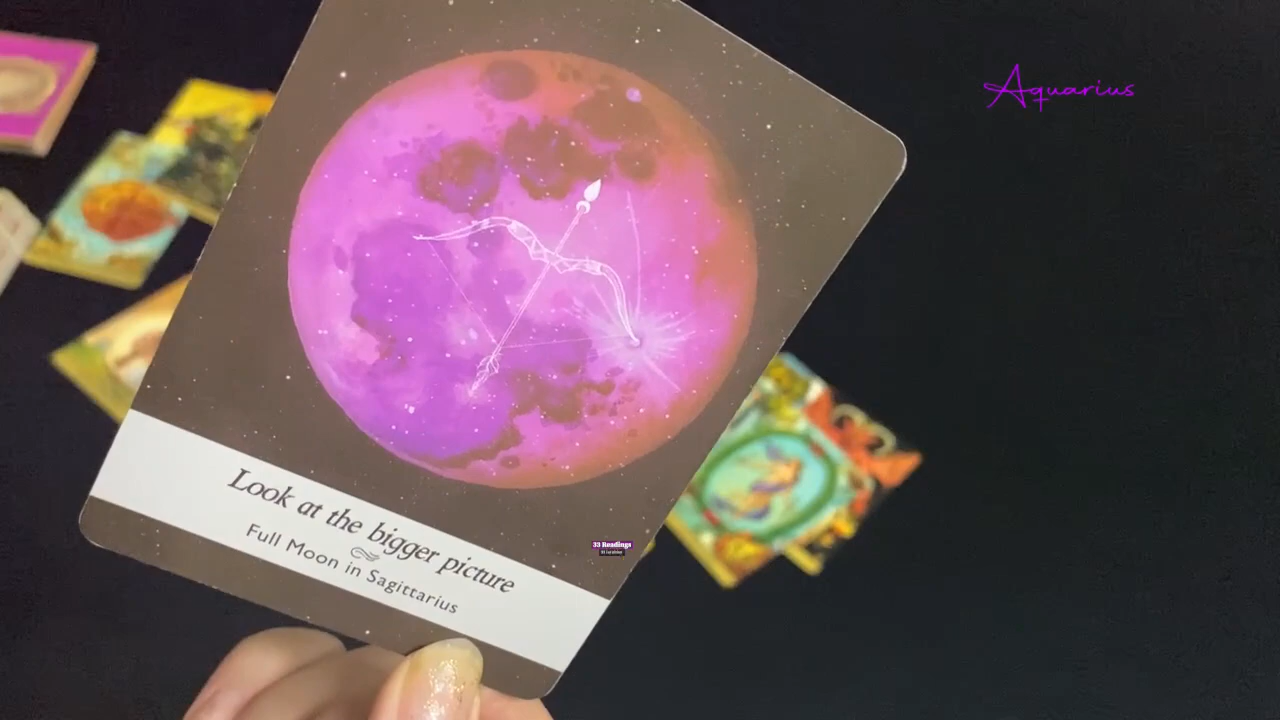 Aquarius
Look at the bigger picture
Full Moon in Sagittarius
33 Readings